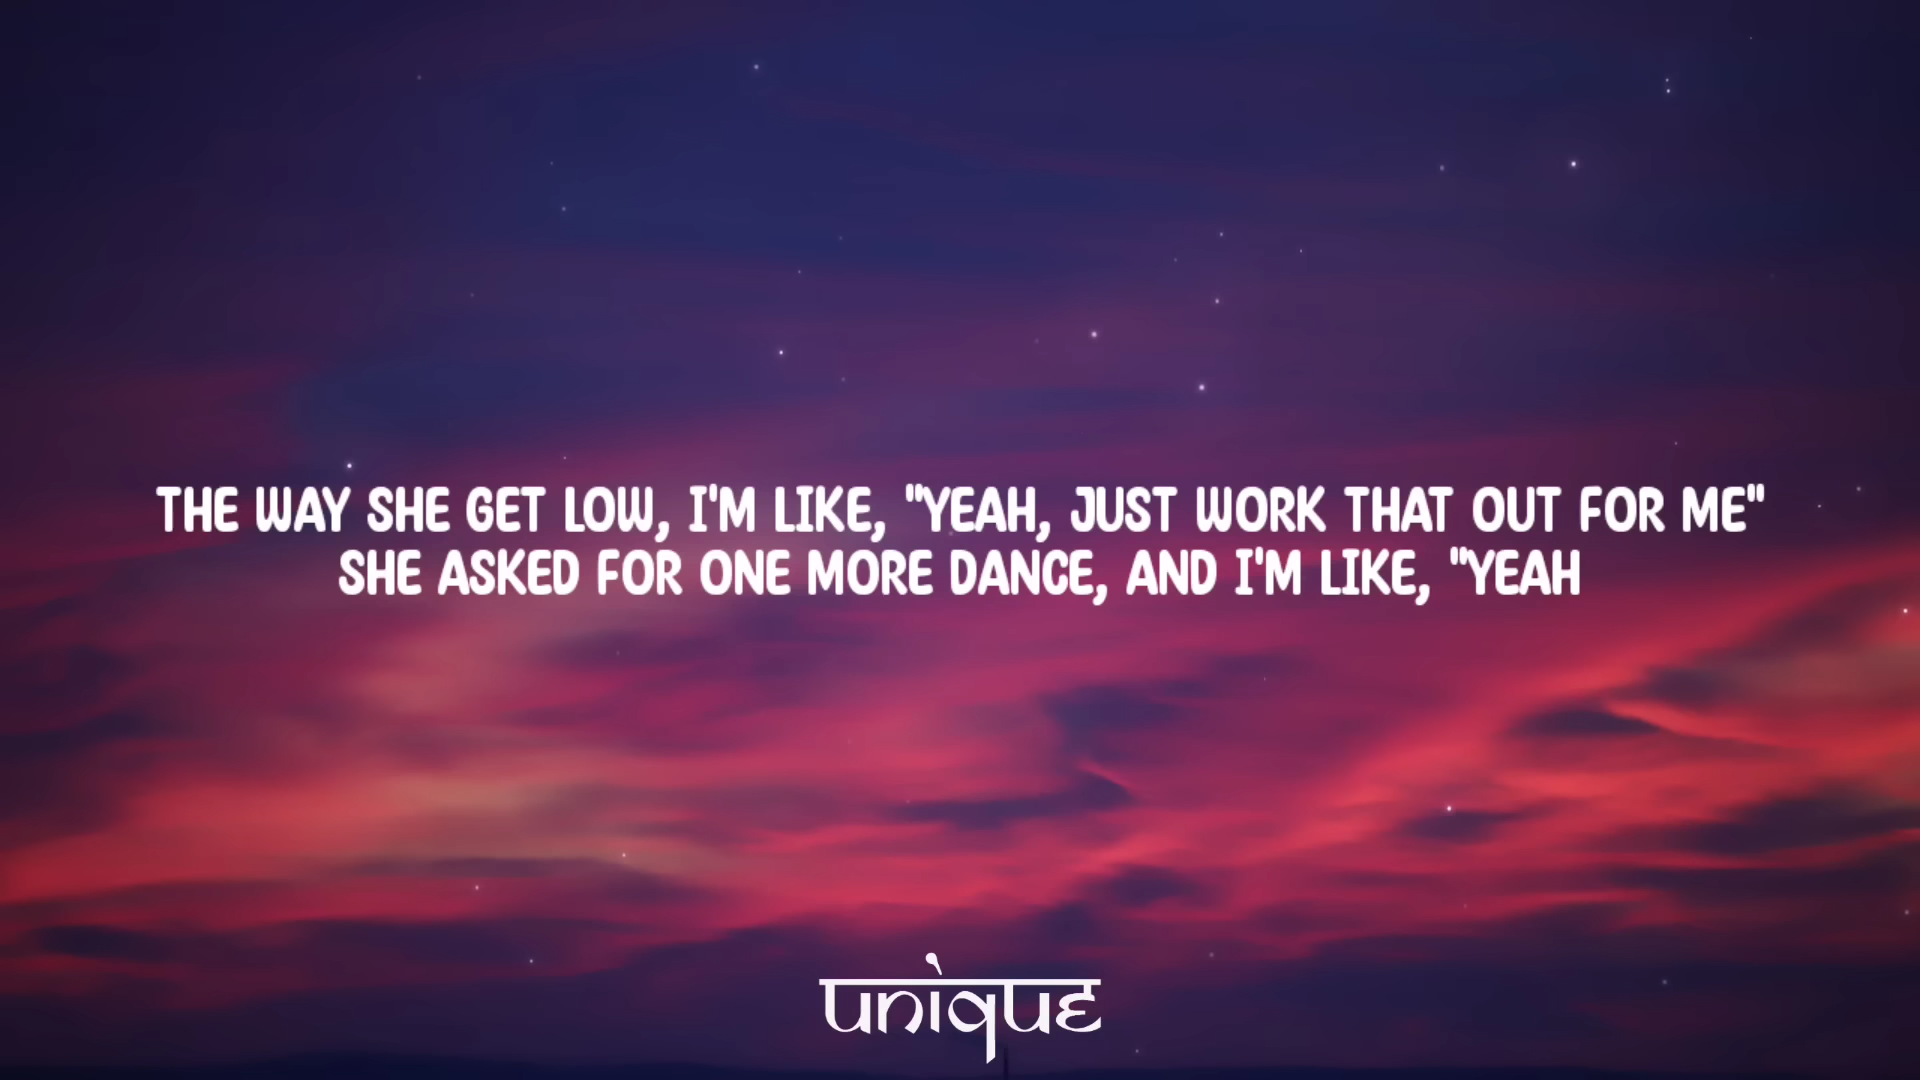 THE WAY SHE GET LOW, I'M LIKE, "YEAH, JUST WORK THAT OUT FOR ME"
SHE ASKED FOR ONE MORE DANCE, AND I'M LIKE, "YEAH
unique